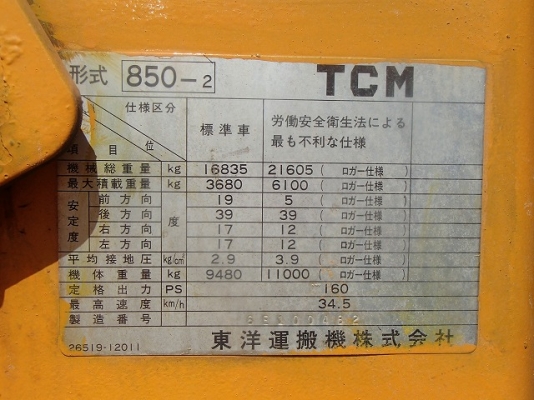 形式 850-2 TCM
仕様区分
単位
項目
標準車
労働安全衛生法による
最も不利な仕様
機械総重量 kg 16835 21605 ( ロガー仕様
最大積載重量 kg 3680 6100 ( ロガー仕様
安定度 前方向 度 19 5 ( ロガー仕様
後方向 39 39 ( ロガー仕様
右方向 17 12 ( ロガー仕様
左方向 17 12 ( ロガー仕様
平均接地圧 kg/cm² 2.9 3.9 ( ロガー仕様
機体重量 kg 9480 11000 ( ロガー仕様
定格出力 PS 160
最高速度 km/h 34.5
製造番号
26519-12011 東洋運搬機株式会社